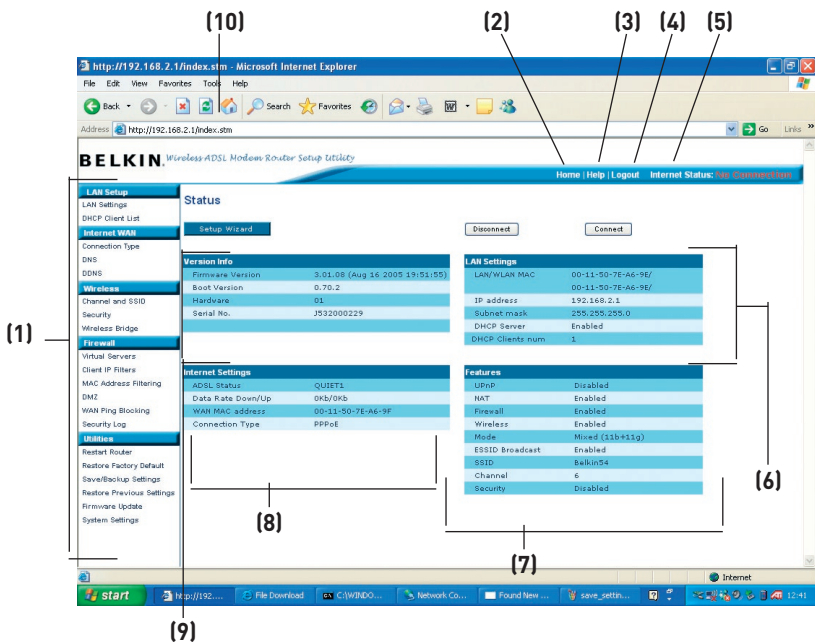 (10) (2) (3) (4) (5)
http://192.168.2.1/index.stm - Microsoft Internet Explorer
File Edit View Favorites Tools Help
Back Search Favorites
Address http://192.168.2.1/index.stm Go Links »
BELKIN. Wireless ADSL Modem Router Setup Utility
Home | Help | Logout Internet Status: No Connection
(1)
LAN Setup
LAN Settings
DHCP Client List
Internet WAN
Connection Type
DNS
DDNS
Wireless
Channel and SSID
Security
Wireless Bridge
Firewall
Virtual Servers
Client IP Filters
MAC Address Filtering
DMZ
WAN Ping Blocking
Security Log
Utilities
Restart Router
Restore Factory Default
Save/Backup Settings
Restore Previous Settings
Firmware Update
System Settings
Status
Setup Wizard Disconnect Connect
Version Info
Firmware Version 3.01.08 (Aug 16 2005 19:51:55)
Boot Version 0.70.2
Hardware 01
Serial No. J532000229
LAN Settings
LAN/WLAN MAC 00-11-50-7E-A6-9E/
00-11-50-7E-A6-9E/
IP address 192.168.2.1
Subnet mask 255.255.255.0
DHCP Server Enabled
DHCP Clients num 1
(6)
Internet Settings
ADSL Status QUIET1
Data Rate Down/Up 0Kb/0Kb
WAN MAC address 00-11-50-7E-A6-9F
Connection Type PPPoE
(8)
Features
UPnP Disabled
NAT Enabled
Firewall Enabled
Wireless Enabled
Mode Mixed (11b+11g)
ESSID Broadcast Enabled
SSID Belkin54
Channel 6
Security Disabled
(7)
Internet
start http://192.... File Download C:\WINDO... Network Co... Found New ... save_settin... 12:41
(9)